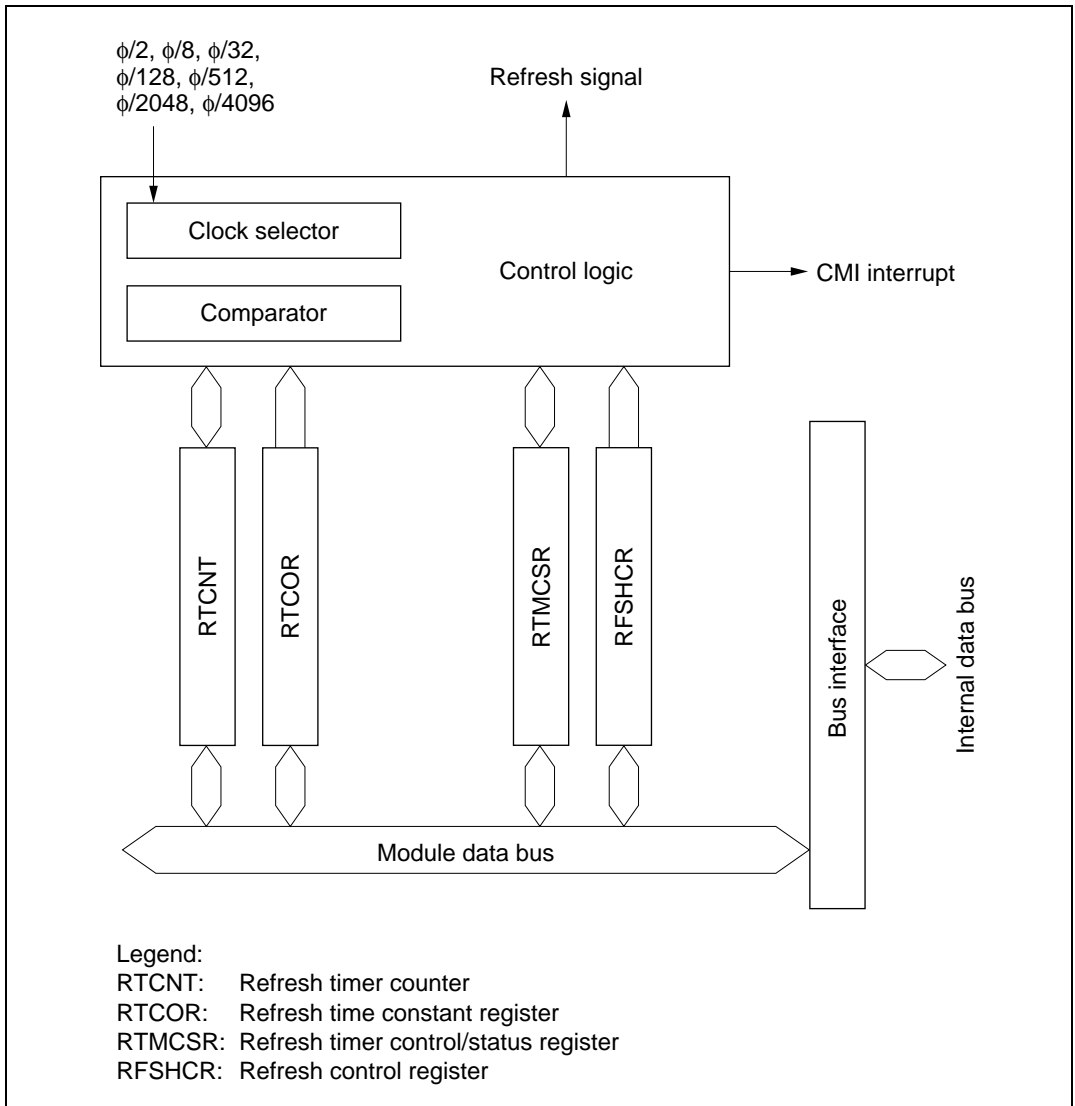 ϕ/2, ϕ/8, ϕ/32,
ϕ/128, ϕ/512,
ϕ/2048, ϕ/4096
Refresh signal
Clock selector
Control logic
CMI interrupt
Comparator
RTCNT
RTCOR
RTMCSR
RFSHCR
Bus interface
Internal data bus
Module data bus
Legend:
RTCNT: Refresh timer counter
RTCOR: Refresh time constant register
RTMCSR: Refresh timer control/status register
RFSHCR: Refresh control register